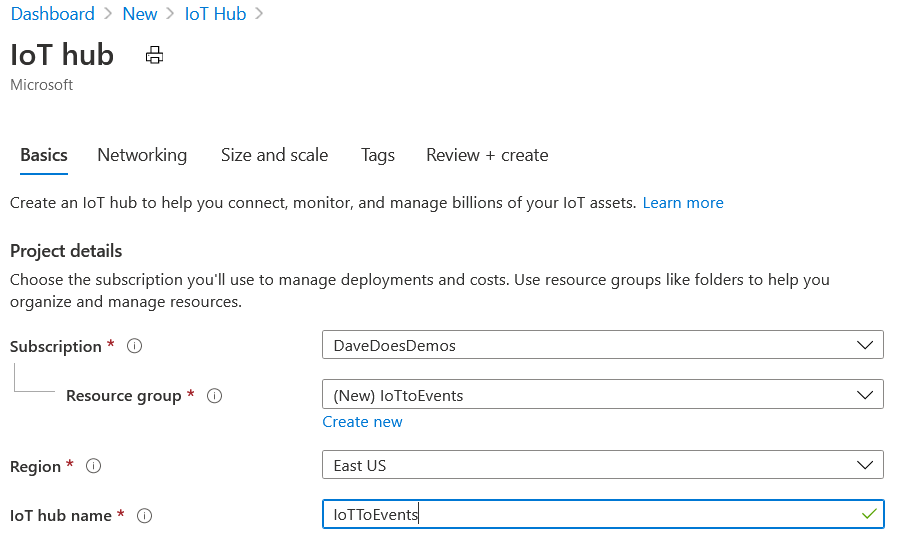 Dashboard > New > IoT Hub >
IoT hub
Microsoft
Basics Networking Size and scale Tags Review + create
Create an IoT hub to help you connect, monitor, and manage billions of your IoT assets. Learn more
Project details
Choose the subscription you'll use to manage deployments and costs. Use resource groups like folders to help you
organize and manage resources.
Subscription * DaveDoesDemos
Resource group * (New) IoTtoEvents
Create new
Region * East US
IoT hub name * IoTToEvents